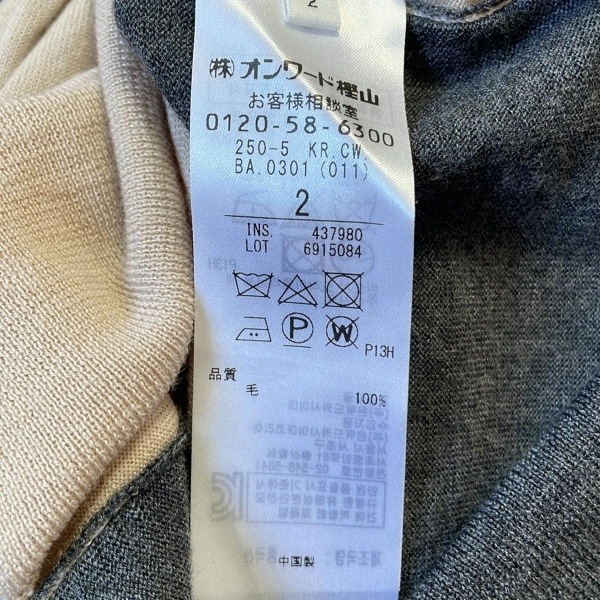 2
㈱オンワード樫山
お客様相談室
0120-58-6300
250-5 KR.CW.
BA.0301(011)
2
INS. 437980
LOT 6915084
P
W
P13H
品質
毛 100%
中国製